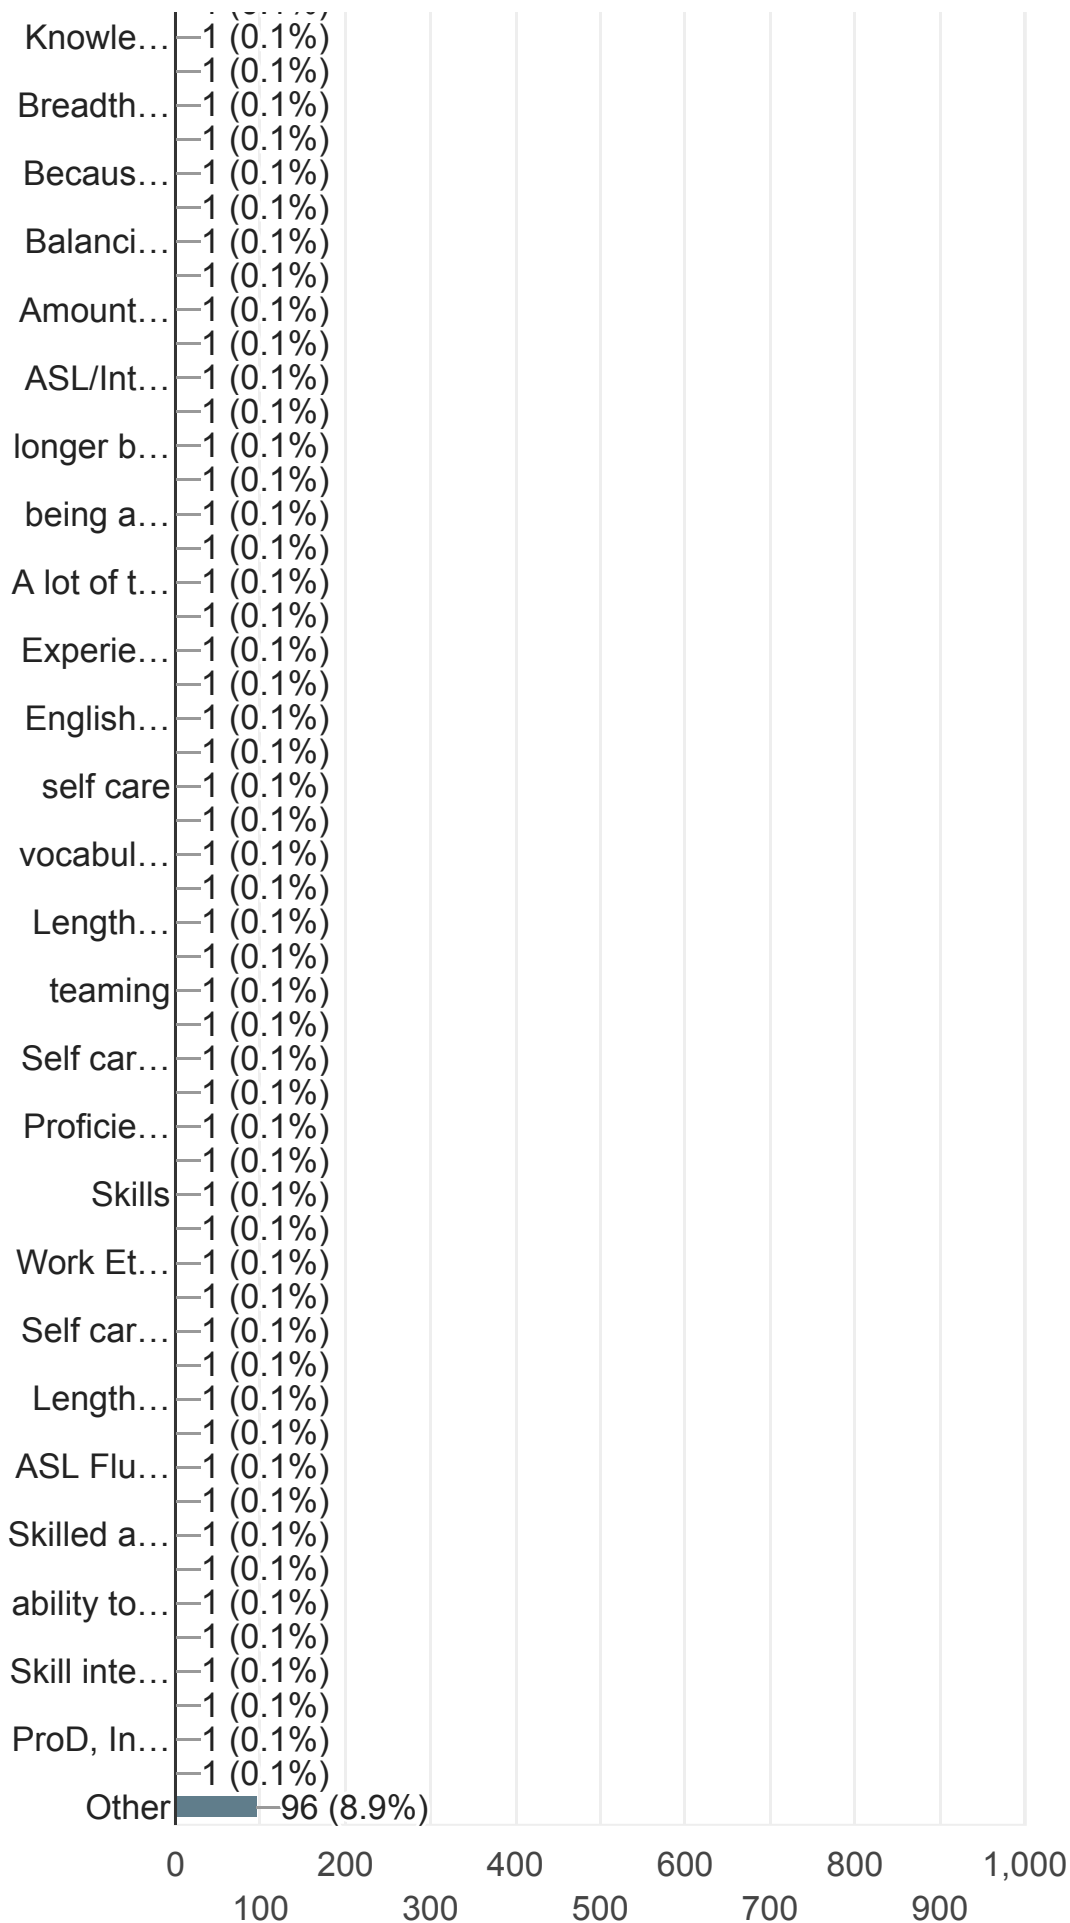 Knowle… 1 (0.1%)
1 (0.1%)
Breadth… 1 (0.1%)
1 (0.1%)
Becaus… 1 (0.1%)
1 (0.1%)
Balanci… 1 (0.1%)
1 (0.1%)
Amount… 1 (0.1%)
1 (0.1%)
ASL/Int… 1 (0.1%)
1 (0.1%)
longer b… 1 (0.1%)
1 (0.1%)
being a… 1 (0.1%)
1 (0.1%)
A lot of t… 1 (0.1%)
1 (0.1%)
Experie… 1 (0.1%)
1 (0.1%)
English… 1 (0.1%)
1 (0.1%)
self care 1 (0.1%)
1 (0.1%)
vocabul… 1 (0.1%)
1 (0.1%)
Length… 1 (0.1%)
1 (0.1%)
teaming 1 (0.1%)
1 (0.1%)
Self car… 1 (0.1%)
1 (0.1%)
Proficie… 1 (0.1%)
1 (0.1%)
Skills 1 (0.1%)
1 (0.1%)
Work Et… 1 (0.1%)
1 (0.1%)
Self car… 1 (0.1%)
1 (0.1%)
Length… 1 (0.1%)
1 (0.1%)
ASL Flu… 1 (0.1%)
1 (0.1%)
Skilled a… 1 (0.1%)
1 (0.1%)
ability to… 1 (0.1%)
1 (0.1%)
Skill inte… 1 (0.1%)
1 (0.1%)
ProD, In… 1 (0.1%)
1 (0.1%)
Other 96 (8.9%)
0 200 400 600 800 1,000
100 300 500 700 900